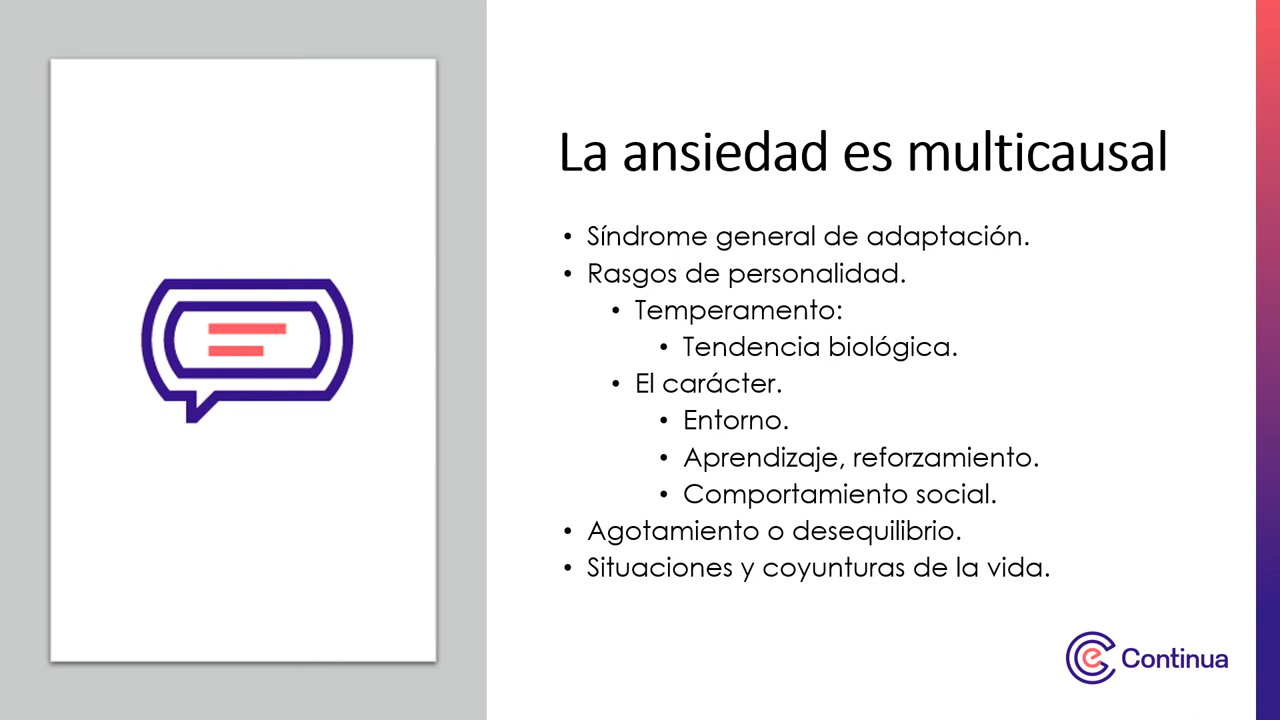 La ansiedad es multicausal
• Síndrome general de adaptación.
• Rasgos de personalidad.
• Temperamento:
• Tendencia biológica.
• El carácter.
• Entorno.
• Aprendizaje, reforzamiento.
• Comportamiento social.
• Agotamiento o desequilibrio.
• Situaciones y coyunturas de la vida.
Continua